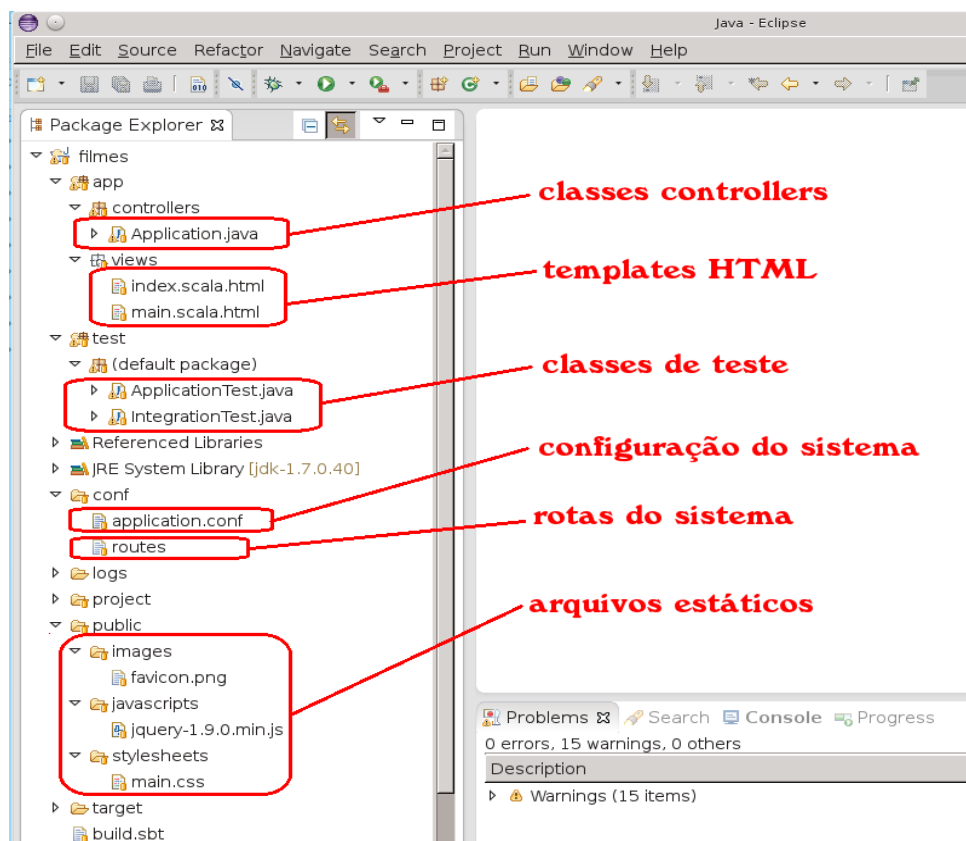 Java - Eclipse
File Edit Source Refactor Navigate Search Project Run Window Help
Package Explorer
filmes
app
controllers
Application.java
views
index.scala.html
main.scala.html
test
(default package)
ApplicationTest.java
IntegrationTest.java
Referenced Libraries
JRE System Library [jdk-1.7.0.40]
conf
application.conf
routes
logs
project
public
images
favicon.png
javascripts
jquery-1.9.0.min.js
stylesheets
main.css
target
build.sbt
classes controllers
templates HTML
classes de teste
configuração do sistema
rotas do sistema
arquivos estáticos
Problems Search Console Progress
0 errors, 15 warnings, 0 others
Description
Warnings (15 items)